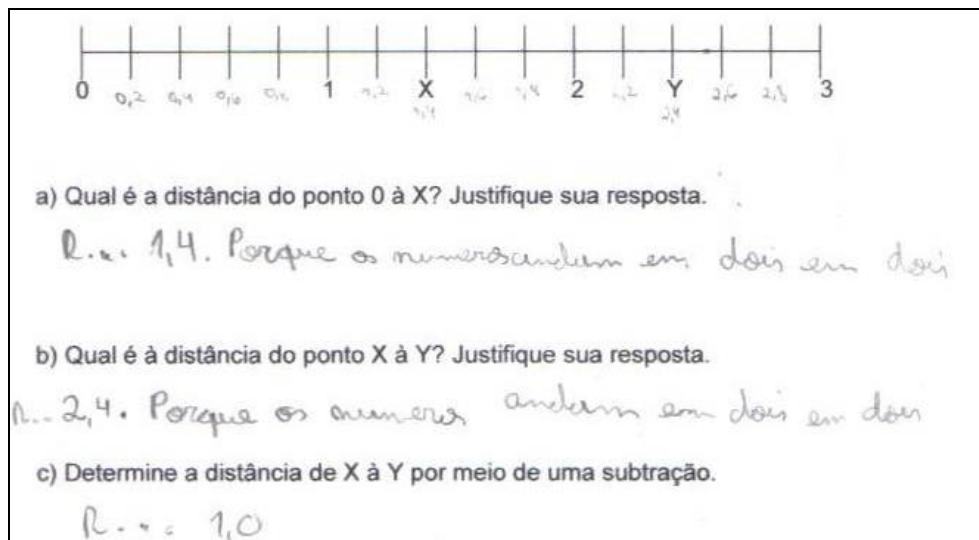 0 1 X 2 Y 3
0,2 0,4 0,6 0,8 1,2 1,4 1,6 1,8 2,2 2,4 2,6 2,8
a) Qual é a distância do ponto 0 à X? Justifique sua resposta.
R... 1,4. Porque os numeros andam em dois em dois
b) Qual é à distância do ponto X à Y? Justifique sua resposta.
R... 2,4. Porque os numeros andam em dois em dois
c) Determine a distância de X à Y por meio de uma subtração.
R... 1,0